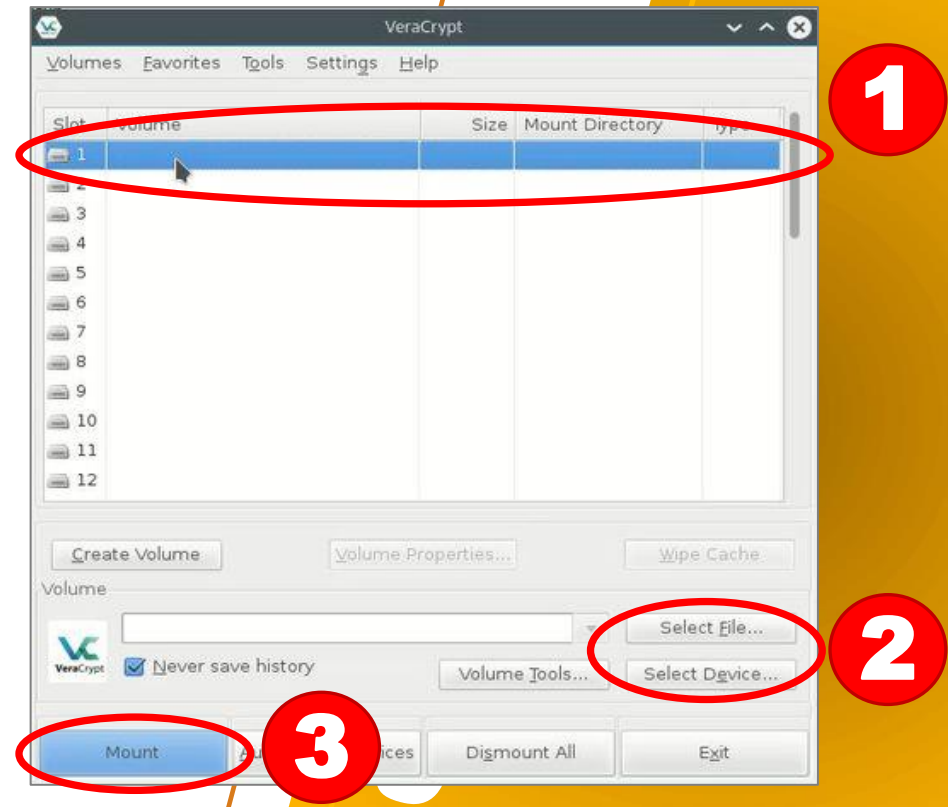 VeraCrypt
Volumes Favorites Tools Settings Help
1
Slot Volume Size Mount Directory Type
1
2
3
4
5
6
7
8
9
10
11
12
Create Volume Volume Properties... Wipe Cache
Volume
Select File...
2
VeraCrypt
Never save history Volume Tools... Select Device...
3
Mount Dismount All Exit